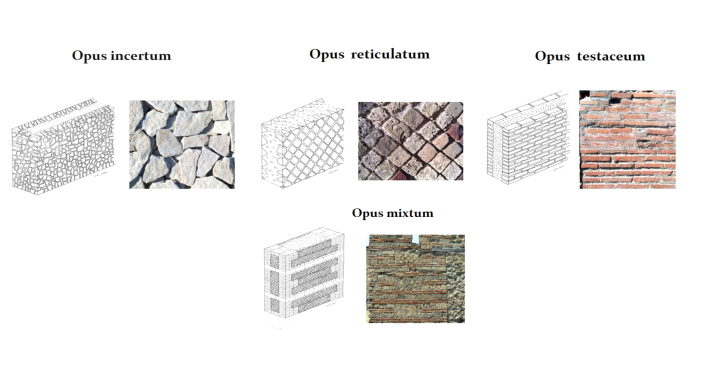 Opus incertum
Opus reticulatum
Opus testaceum
Opus mixtum